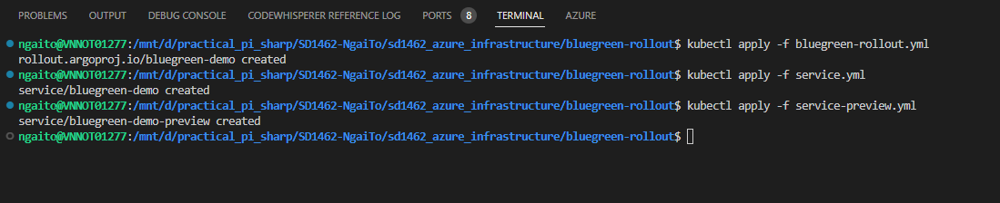 PROBLEMS OUTPUT DEBUG CONSOLE CODEWHISPERER REFERENCE LOG PORTS 8 TERMINAL AZURE
ngaito@VNNOT01277:/mnt/d/practical_pi_sharp/SD1462-NgaiTo/sd1462_azure_infrastructure/bluegreen-rollout$ kubectl apply -f bluegreen-rollout.yml
rollout.argoproj.io/bluegreen-demo created
ngaito@VNNOT01277:/mnt/d/practical_pi_sharp/SD1462-NgaiTo/sd1462_azure_infrastructure/bluegreen-rollout$ kubectl apply -f service.yml
service/bluegreen-demo created
ngaito@VNNOT01277:/mnt/d/practical_pi_sharp/SD1462-NgaiTo/sd1462_azure_infrastructure/bluegreen-rollout$ kubectl apply -f service-preview.yml
service/bluegreen-demo-preview created
ngaito@VNNOT01277:/mnt/d/practical_pi_sharp/SD1462-NgaiTo/sd1462_azure_infrastructure/bluegreen-rollout$